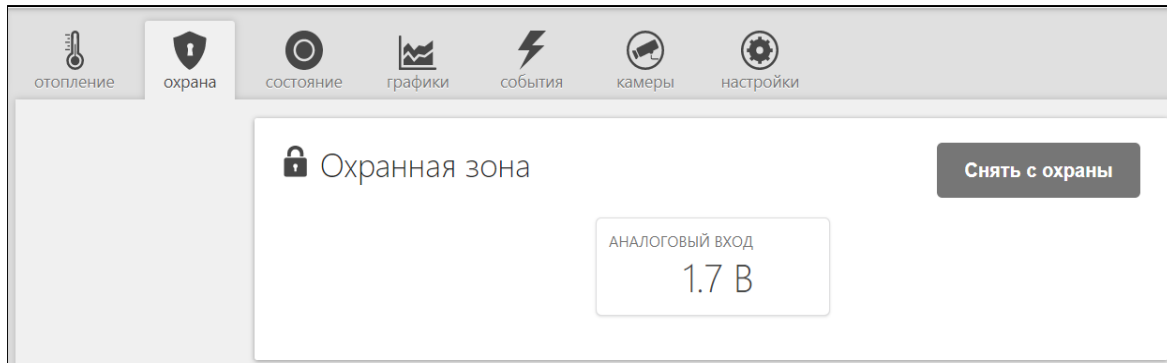 отопление охрана состояние графики события камеры настройки
Охранная зона
Снять с охраны
АНАЛОГОВЫЙ ВХОД
1.7 В